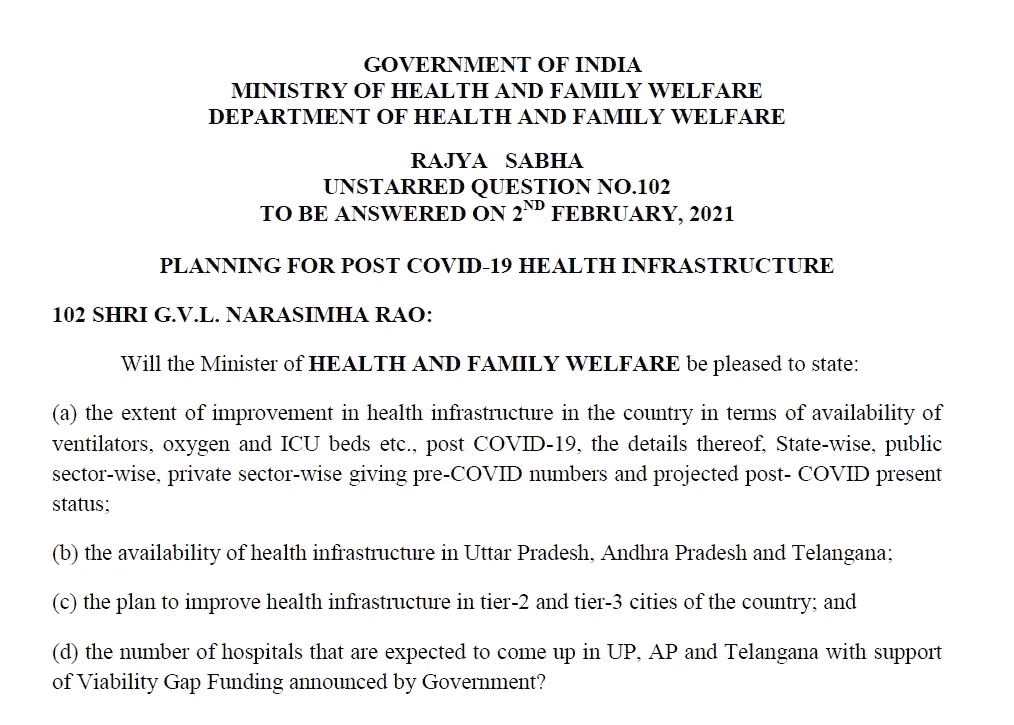 GOVERNMENT OF INDIA
MINISTRY OF HEALTH AND FAMILY WELFARE
DEPARTMENT OF HEALTH AND FAMILY WELFARE
RAJYA SABHA
UNSTARRED QUESTION NO.102
TO BE ANSWERED ON 2ND FEBRUARY, 2021
PLANNING FOR POST COVID-19 HEALTH INFRASTRUCTURE
102 SHRI G.V.L. NARASIMHA RAO:
Will the Minister of HEALTH AND FAMILY WELFARE be pleased to state:
(a) the extent of improvement in health infrastructure in the country in terms of availability of
ventilators, oxygen and ICU beds etc., post COVID-19, the details thereof, State-wise, public
sector-wise, private sector-wise giving pre-COVID numbers and projected post- COVID present
status;
(b) the availability of health infrastructure in Uttar Pradesh, Andhra Pradesh and Telangana;
(c) the plan to improve health infrastructure in tier-2 and tier-3 cities of the country; and
(d) the number of hospitals that are expected to come up in UP, AP and Telangana with support
of Viability Gap Funding announced by Government?